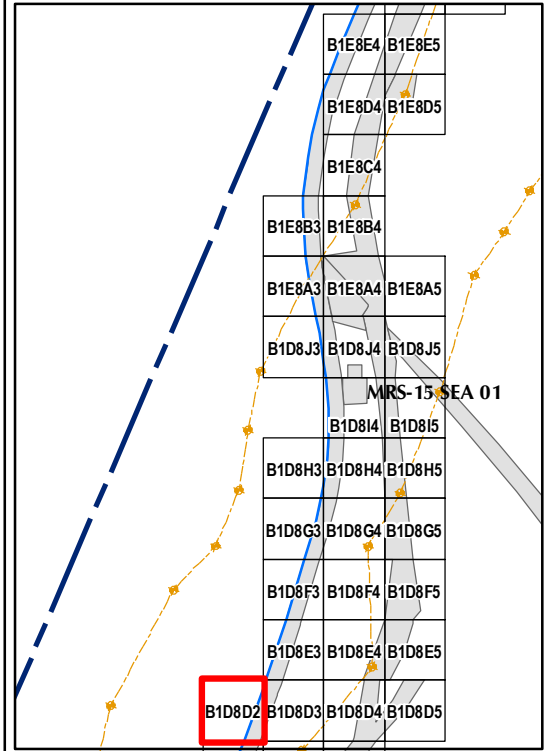 B1E8E4 B1E8E5
B1E8D4 B1E8D5
B1E8C4
B1E8B3 B1E8B4
B1E8A3 B1E8A4 B1E8A5
B1D8J3 B1D8J4 B1D8J5
MRS-15 SEA 01
B1D8I4 B1D8I5
B1D8H3 B1D8H4 B1D8H5
B1D8G3 B1D8G4 B1D8G5
B1D8F3 B1D8F4 B1D8F5
B1D8E3 B1D8E4 B1D8E5
B1D8D2 B1D8D3 B1D8D4 B1D8D5